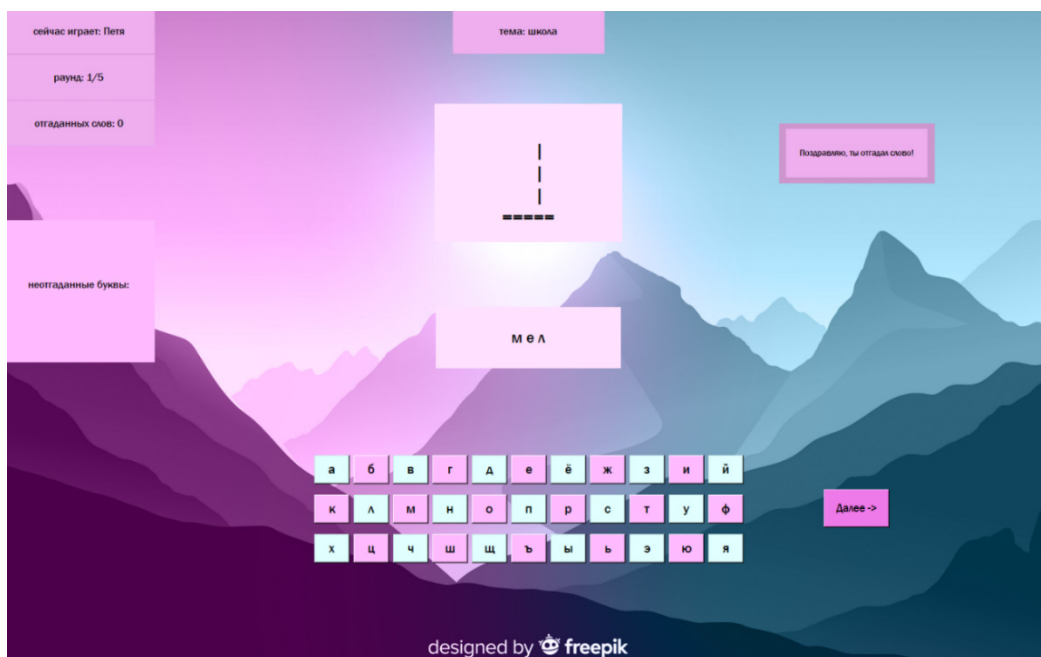 сейчас играет: Петя
тема: школа
раунд: 1/5
отгаданных слов: 0
Поздравляю, ты отгадал слово!
|
|
|
=====
неотгаданные буквы:
м е л
а б в г д е ё ж з и й
к л м н о п р с т у ф
Далее ->
х ц ч ш щ ъ ы ь э ю я
designed by freepik